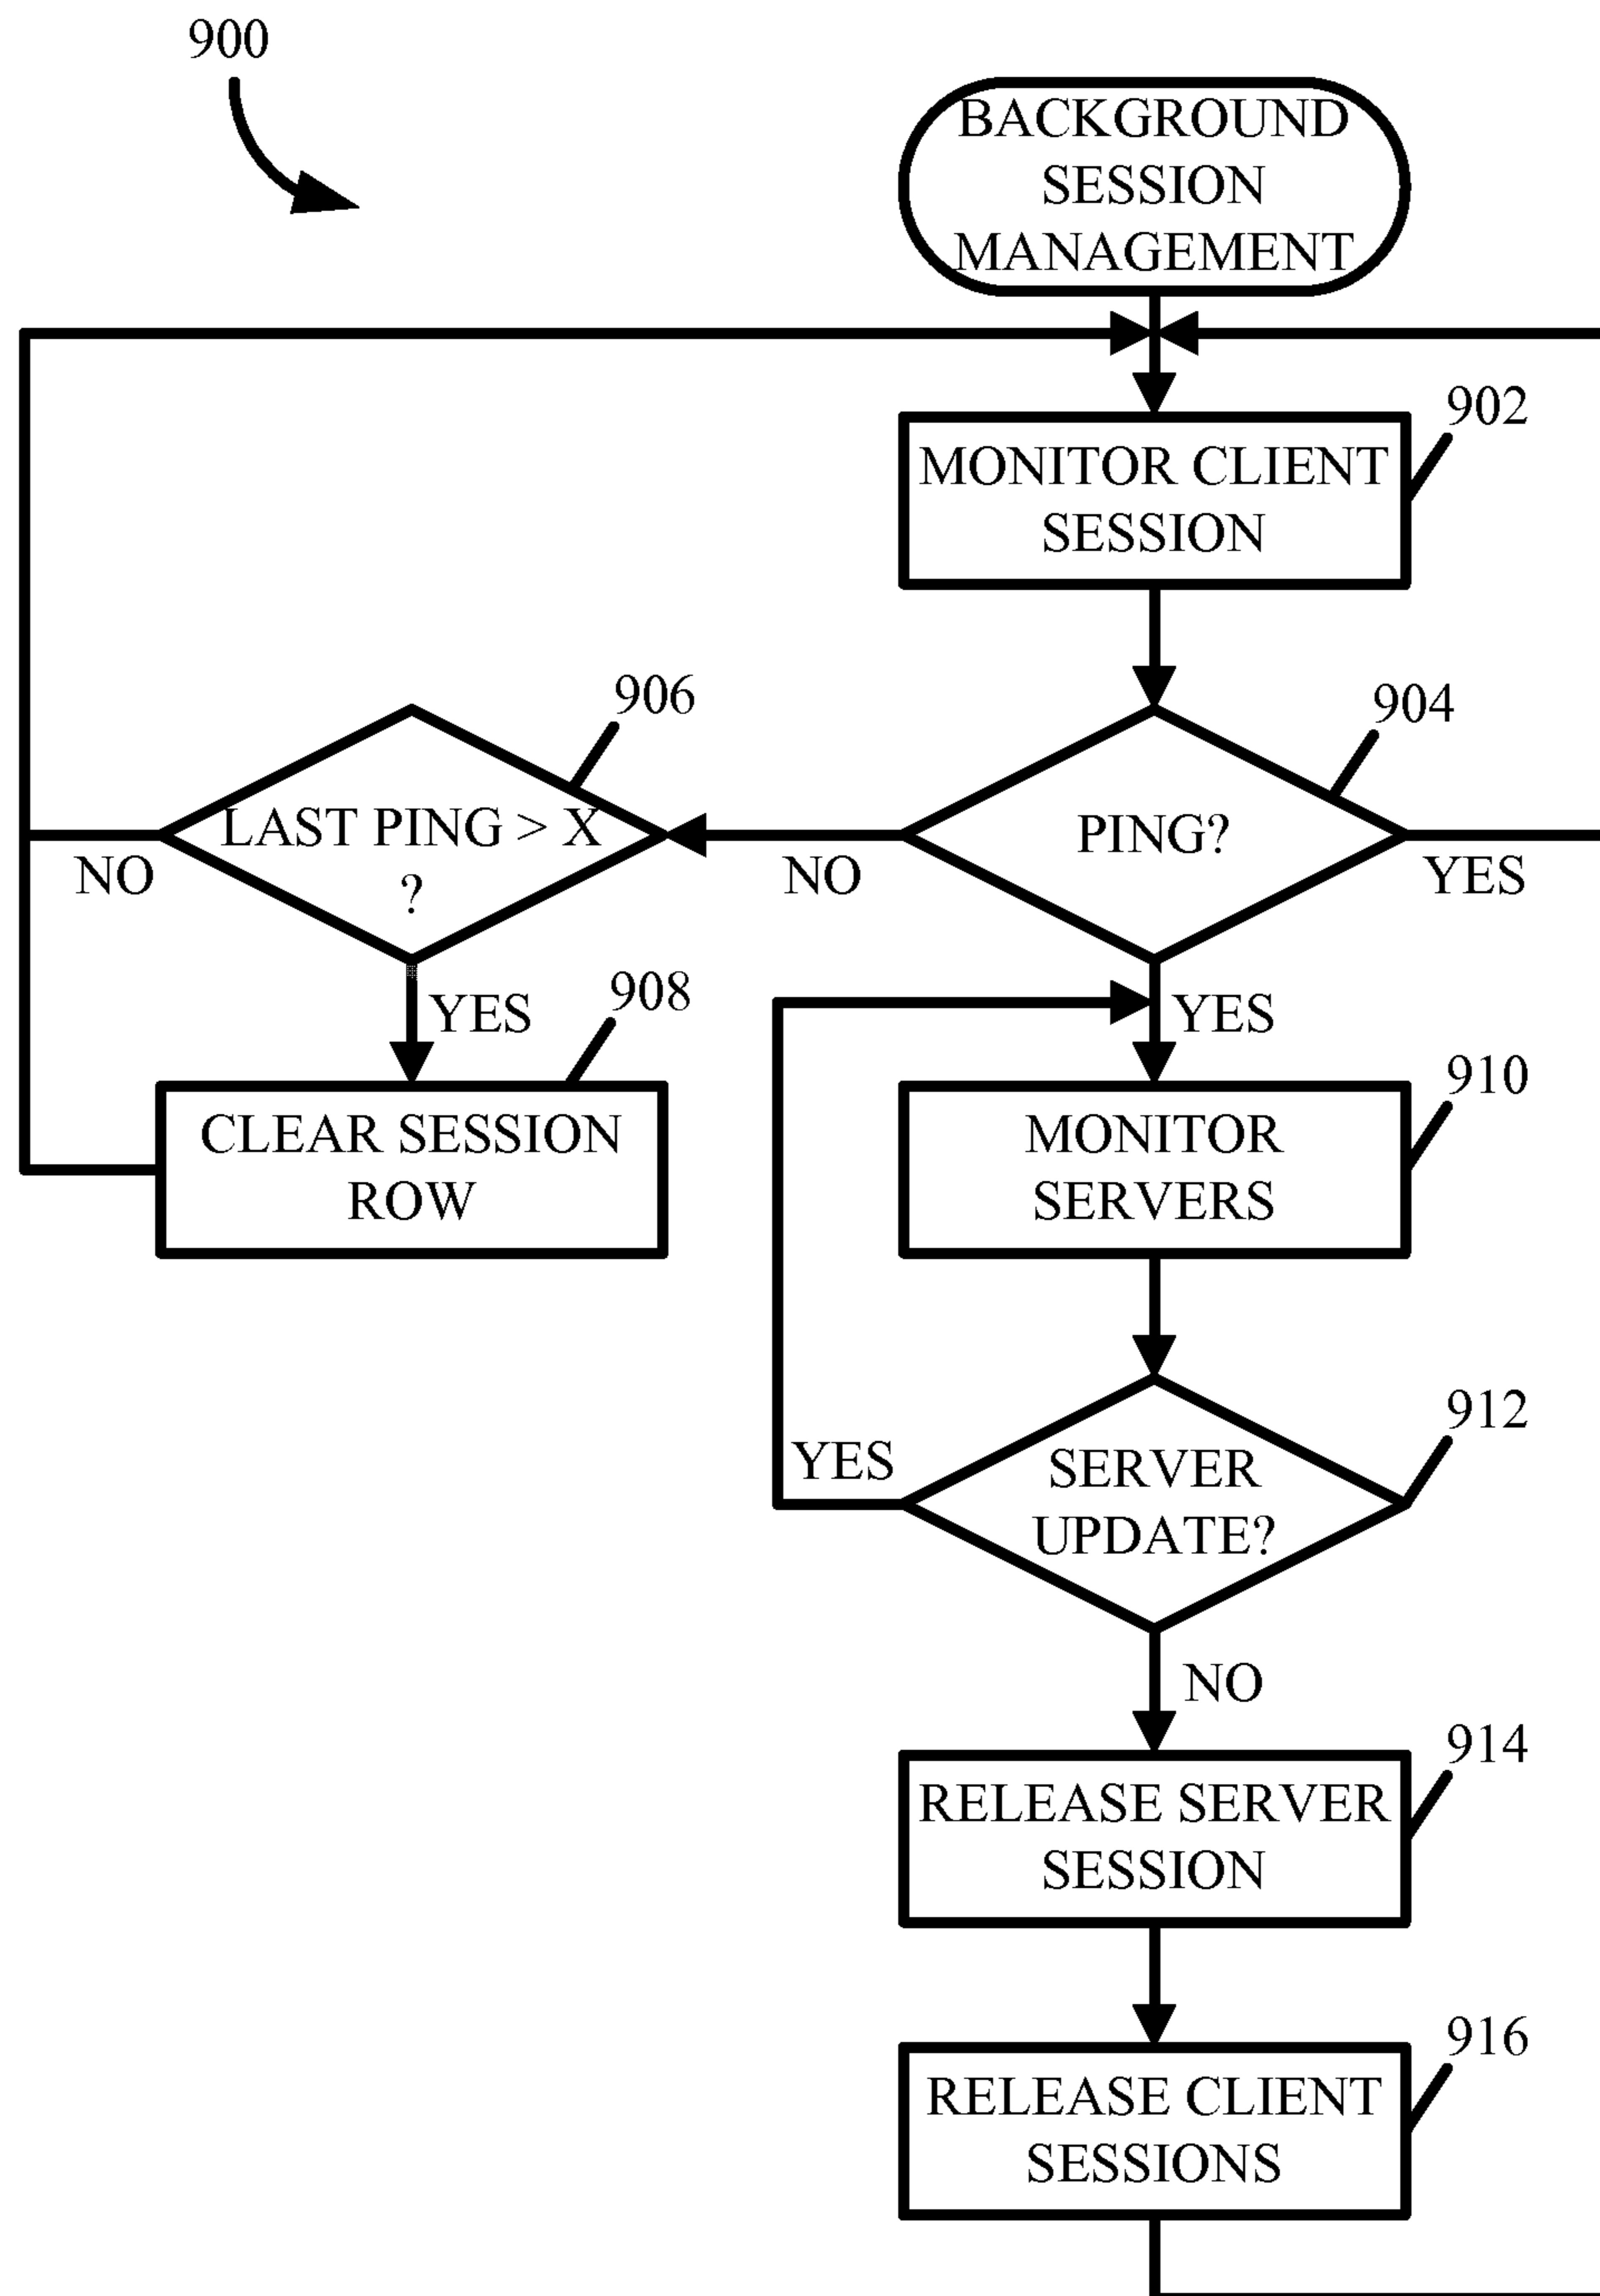 900
BACKGROUND
SESSION
MANAGEMENT
902
MONITOR CLIENT
SESSION
906
904
LAST PING > X
?
PING?
NO
NO
YES
908
YES
YES
910
CLEAR SESSION
ROW
MONITOR
SERVERS
912
YES
SERVER
UPDATE?
NO
914
RELEASE SERVER
SESSION
916
RELEASE CLIENT
SESSIONS